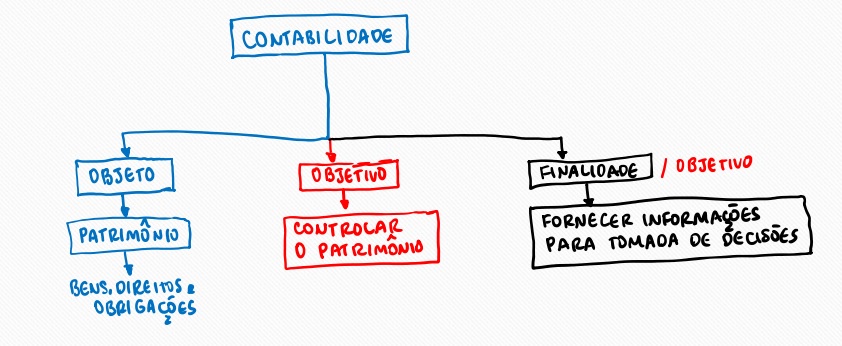 CONTABILIDADE
OBJETO
OBJETIVO
FINALIDADE / OBJETIVO
PATRIMÔNIO
CONTROLAR
O PATRIMÔNIO
FORNECER INFORMAÇÕES
PARA TOMADA DE DECISÕES
BENS, DIREITOS E
OBRIGAÇÕES